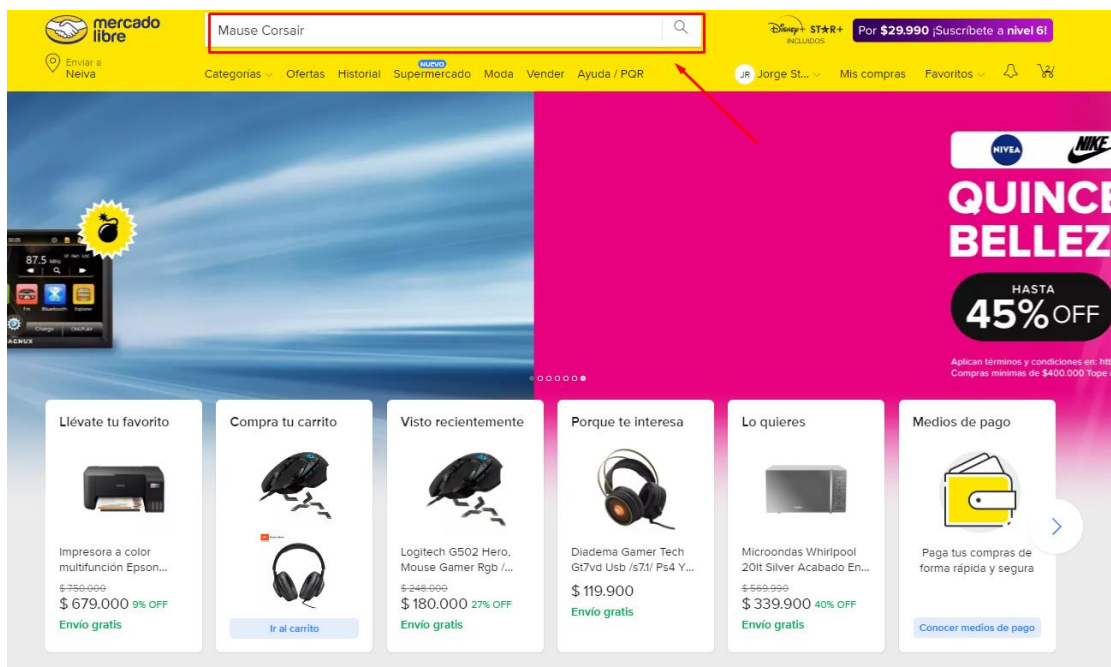 mercado
libre
Mause Corsair
Disney+ STAR+
INCLUIDOS
Por $29.990 ¡Suscríbete a nivel 6!
Enviar a
Neiva
NUEVO
Categorías Ofertas Historial Supermercado Moda Vender Ayuda / PQR
JR Jorge St... Mis compras Favoritos
NIVEA
NIKE
QUINCE
BELLEZ
HASTA
45% OFF
Aplican términos y condiciones en: htt
Compras mínimas de $400.000 Tope
87.5 MHz
Fm Bluetooth Explorer
Llévate tu favorito
Impresora a color
multifunción Epson...
$ 750.000
$ 679.000 9% OFF
Envío gratis
Compra tu carrito
Ir al carrito
Visto recientemente
Logitech G502 Hero,
Mouse Gamer Rgb /...
$ 248.000
$ 180.000 27% OFF
Envío gratis
Porque te interesa
Diadema Gamer Tech
Gt7vd Usb /s7.1/ Ps4 Y...
$ 119.900
Envío gratis
Lo quieres
Microondas Whirlpool
20lt Silver Acabado En...
$ 569.990
$ 339.900 40% OFF
Envío gratis
Medios de pago
Paga tus compras de
forma rápida y segura
Conocer medios de pago